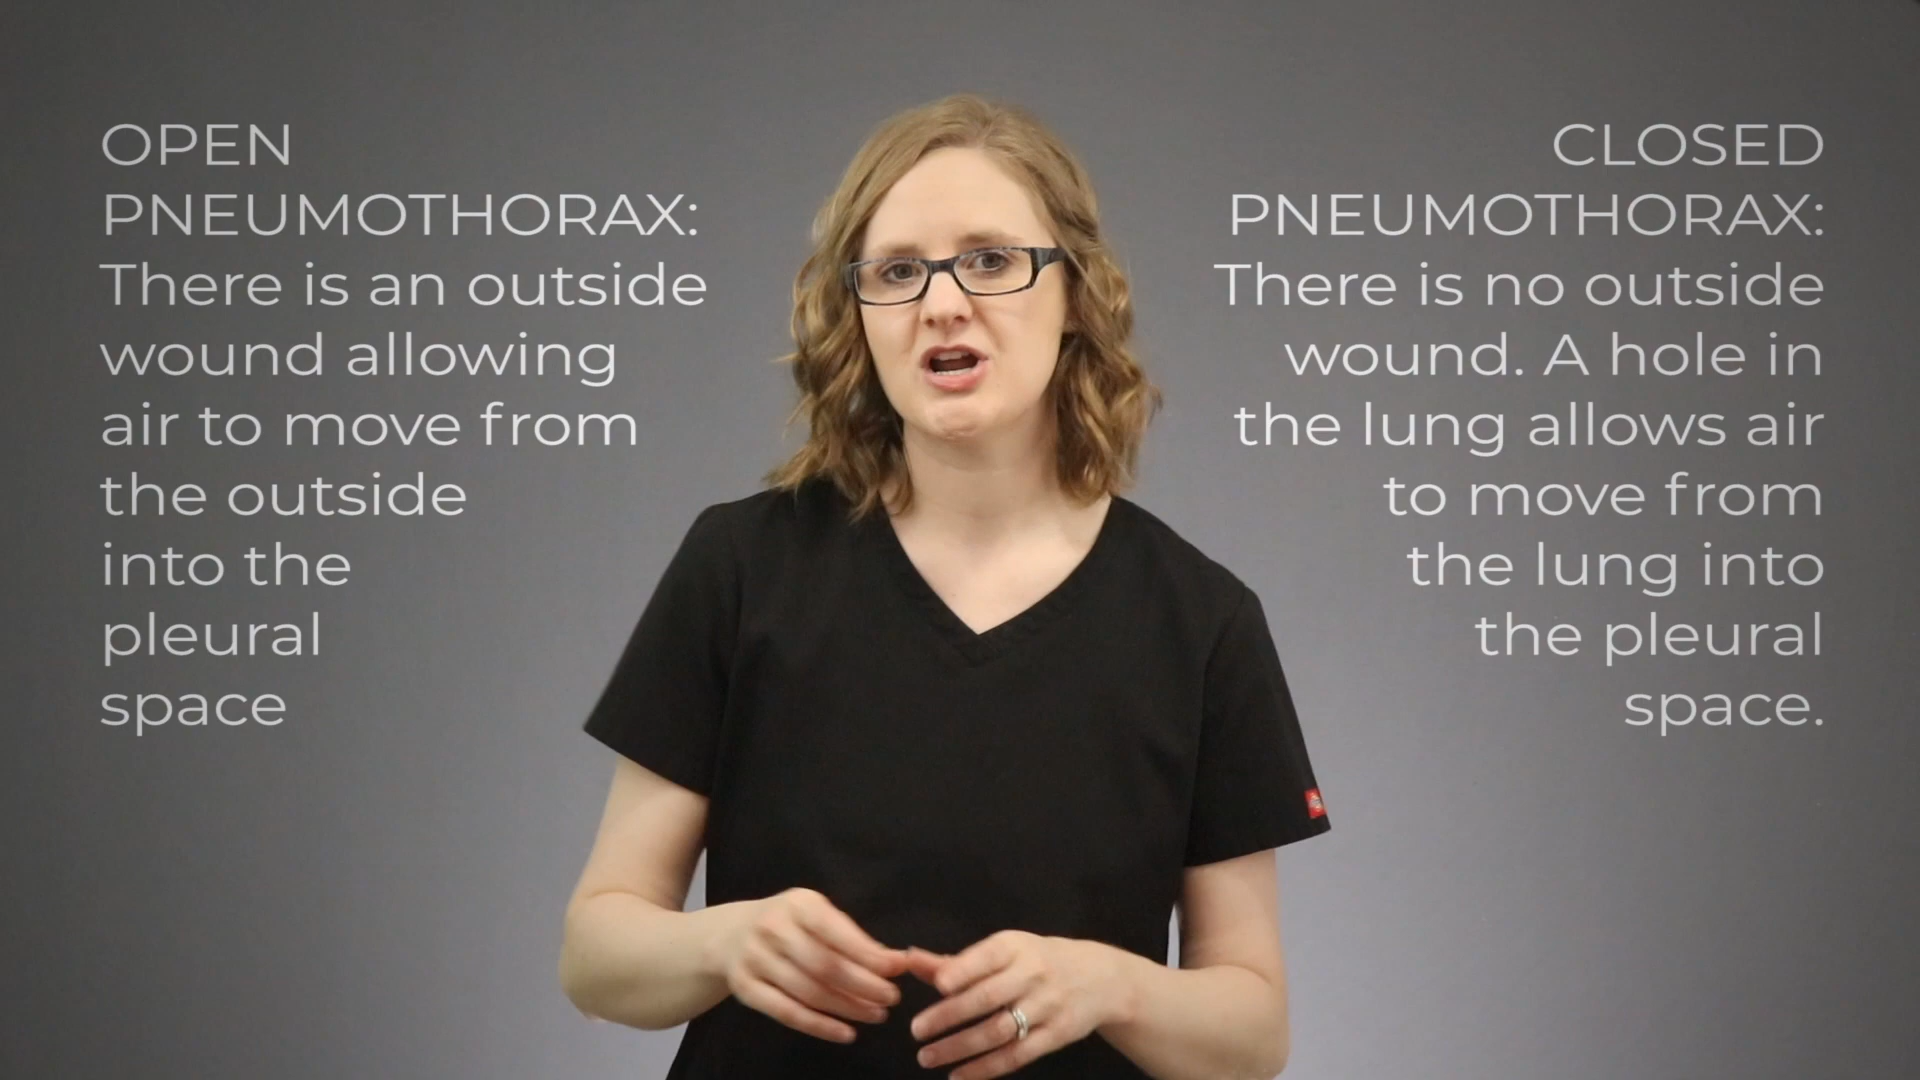 OPEN
PNEUMOTHORAX:
There is an outside
wound allowing
air to move from
the outside
into the
pleural
space
CLOSED
PNEUMOTHORAX:
There is no outside
wound. A hole in
the lung allows air
to move from
the lung into
the pleural
space.